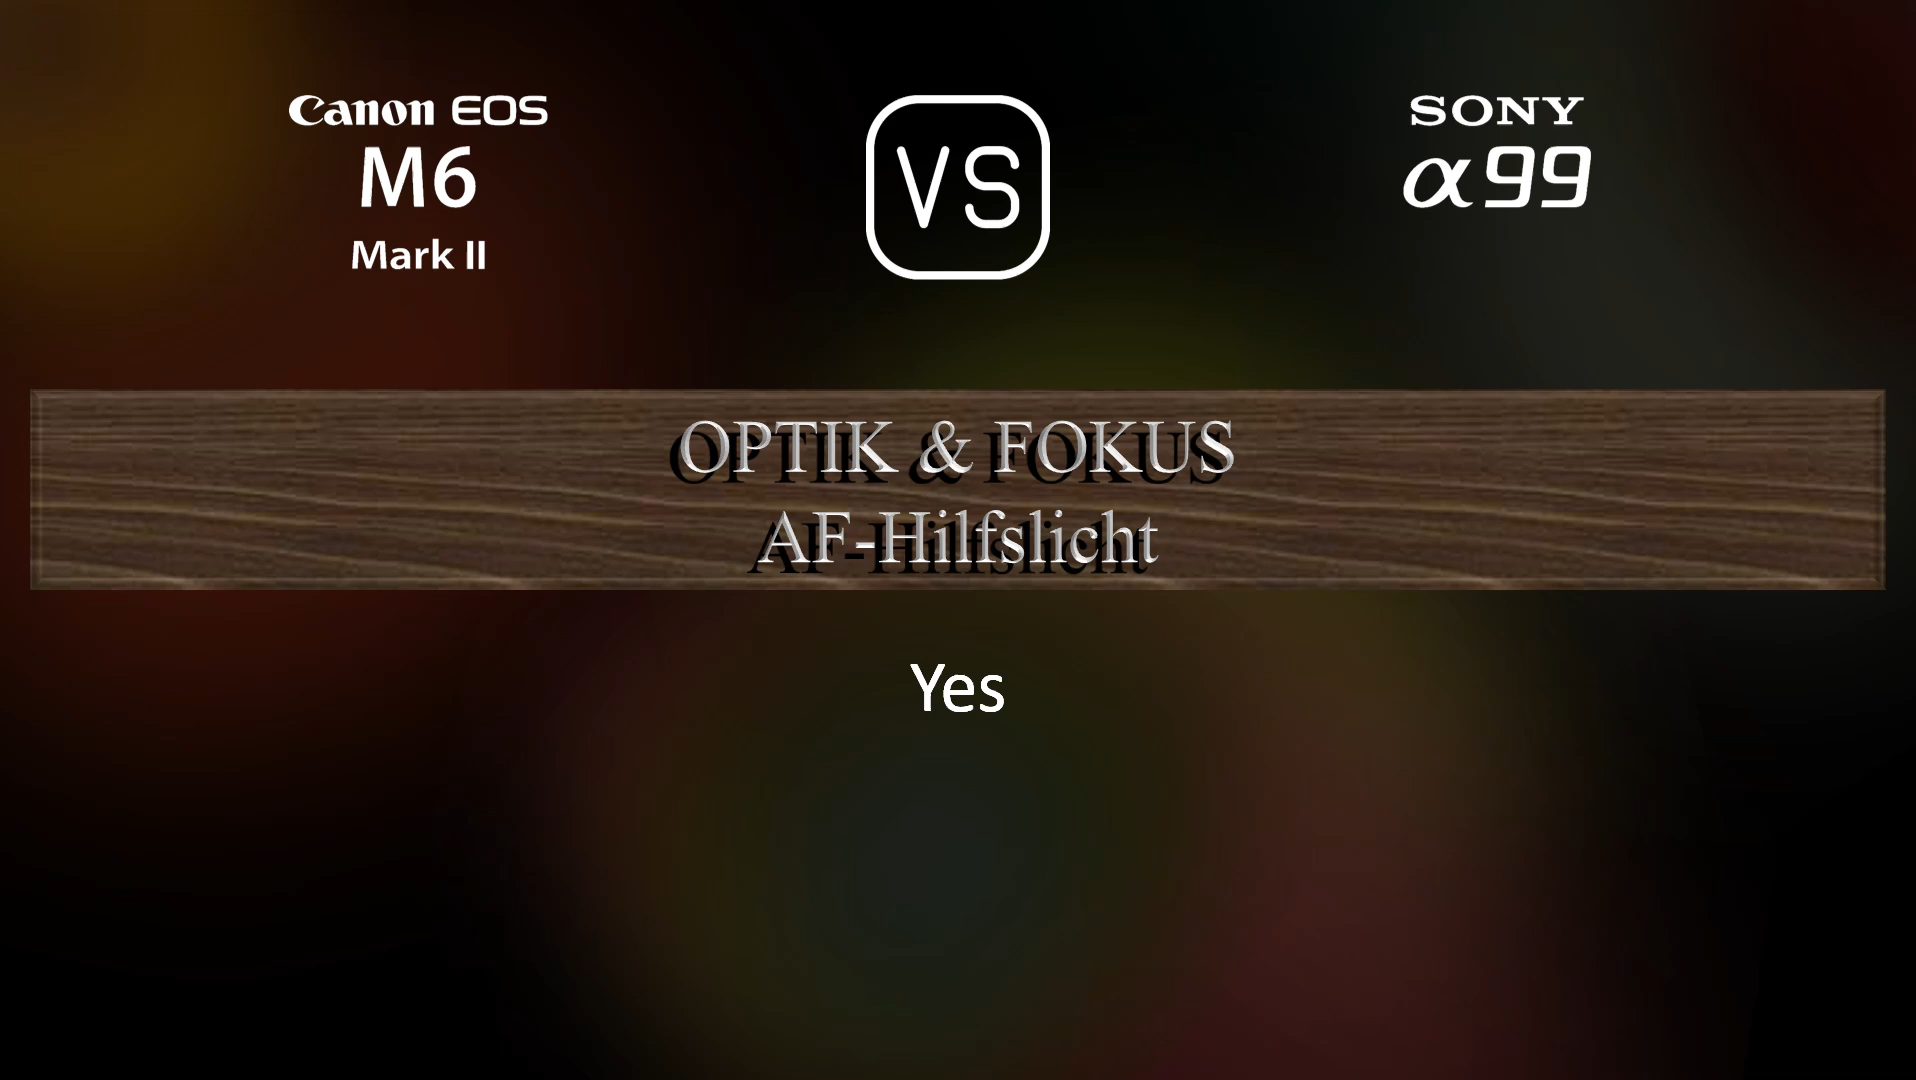 Canon EOS
M6
Mark II
VS
SONY
α99
OPTIK & FOKUS
AF-Hilfslicht
Yes